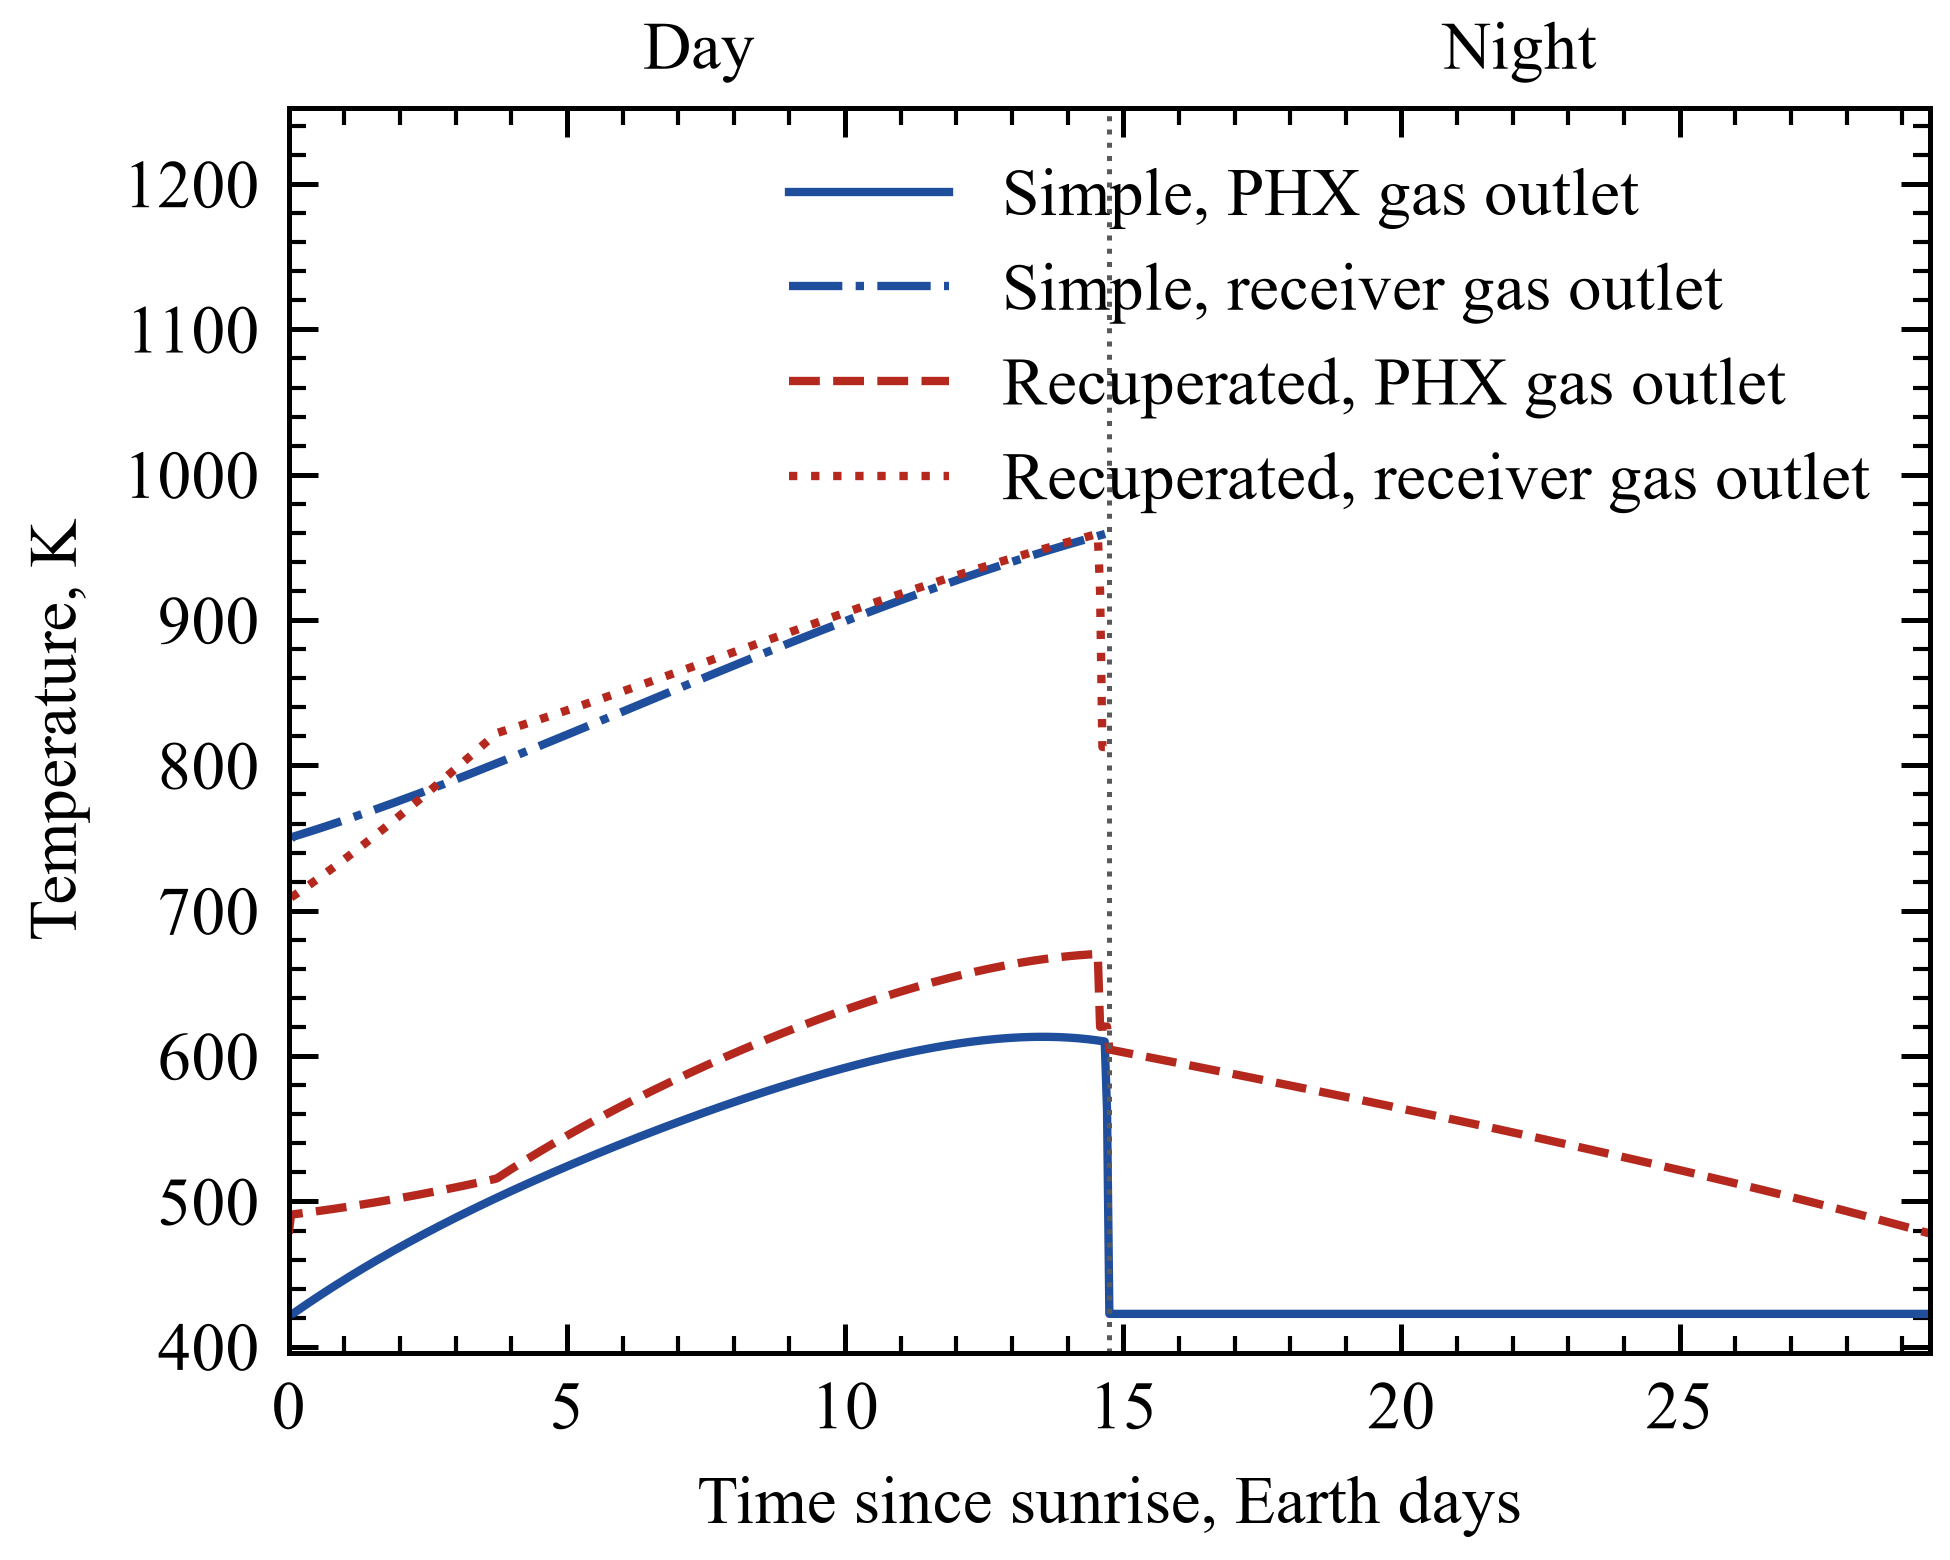 Day
Night
Simple, PHX gas outlet
Simple, receiver gas outlet
Recuperated, PHX gas outlet
Recuperated, receiver gas outlet
Temperature, K
1200
1100
1000
900
800
700
600
500
400
0 5 10 15 20 25
Time since sunrise, Earth days